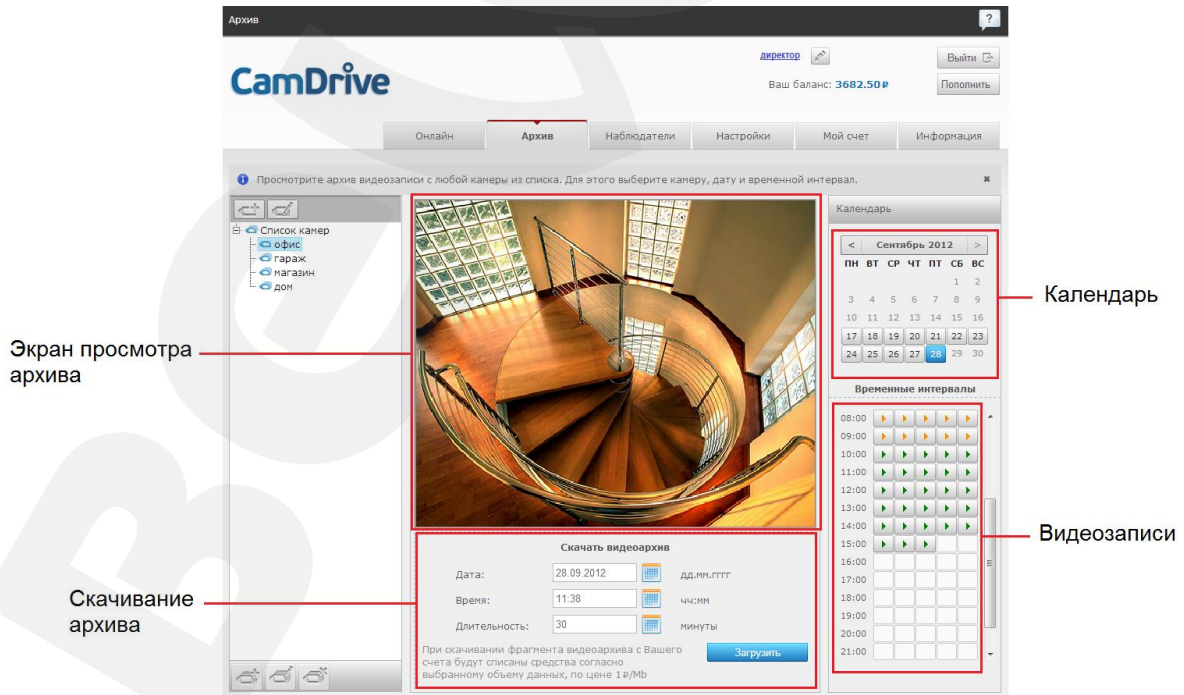 Архив
?
директор
Выйти
CamDrive
Ваш баланс: 3682.50₽
Пополнить
Онлайн
Архив
Наблюдатели
Настройки
Мой счет
Информация
Просмотрите архив видеозаписи с любой камеры из списка. Для этого выберите камеру, дату и временной интервал.
Список камер
офис
гараж
магазин
дом
Календарь
< Сентябрь 2012 >
ПН ВТ СР ЧТ ПТ СБ ВС
1 2
3 4 5 6 7 8 9
10 11 12 13 14 15 16
17 18 19 20 21 22 23
24 25 26 27 28 29 30
Календарь
Экран просмотра
архива
Временные интервалы
08:00
09:00
10:00
11:00
12:00
13:00
14:00
15:00
16:00
17:00
18:00
19:00
20:00
21:00
Видеозаписи
Скачать видеоархив
Дата: 28.09.2012 дд.мм.гггг
Время: 11:38 чч:мм
Длительность: 30 минуты
При скачивании фрагмента видеоархива с Вашего
счета будут списаны средства согласно
выбранному объему данных, по цене 1₽/Mb
Загрузить
Скачивание
архива